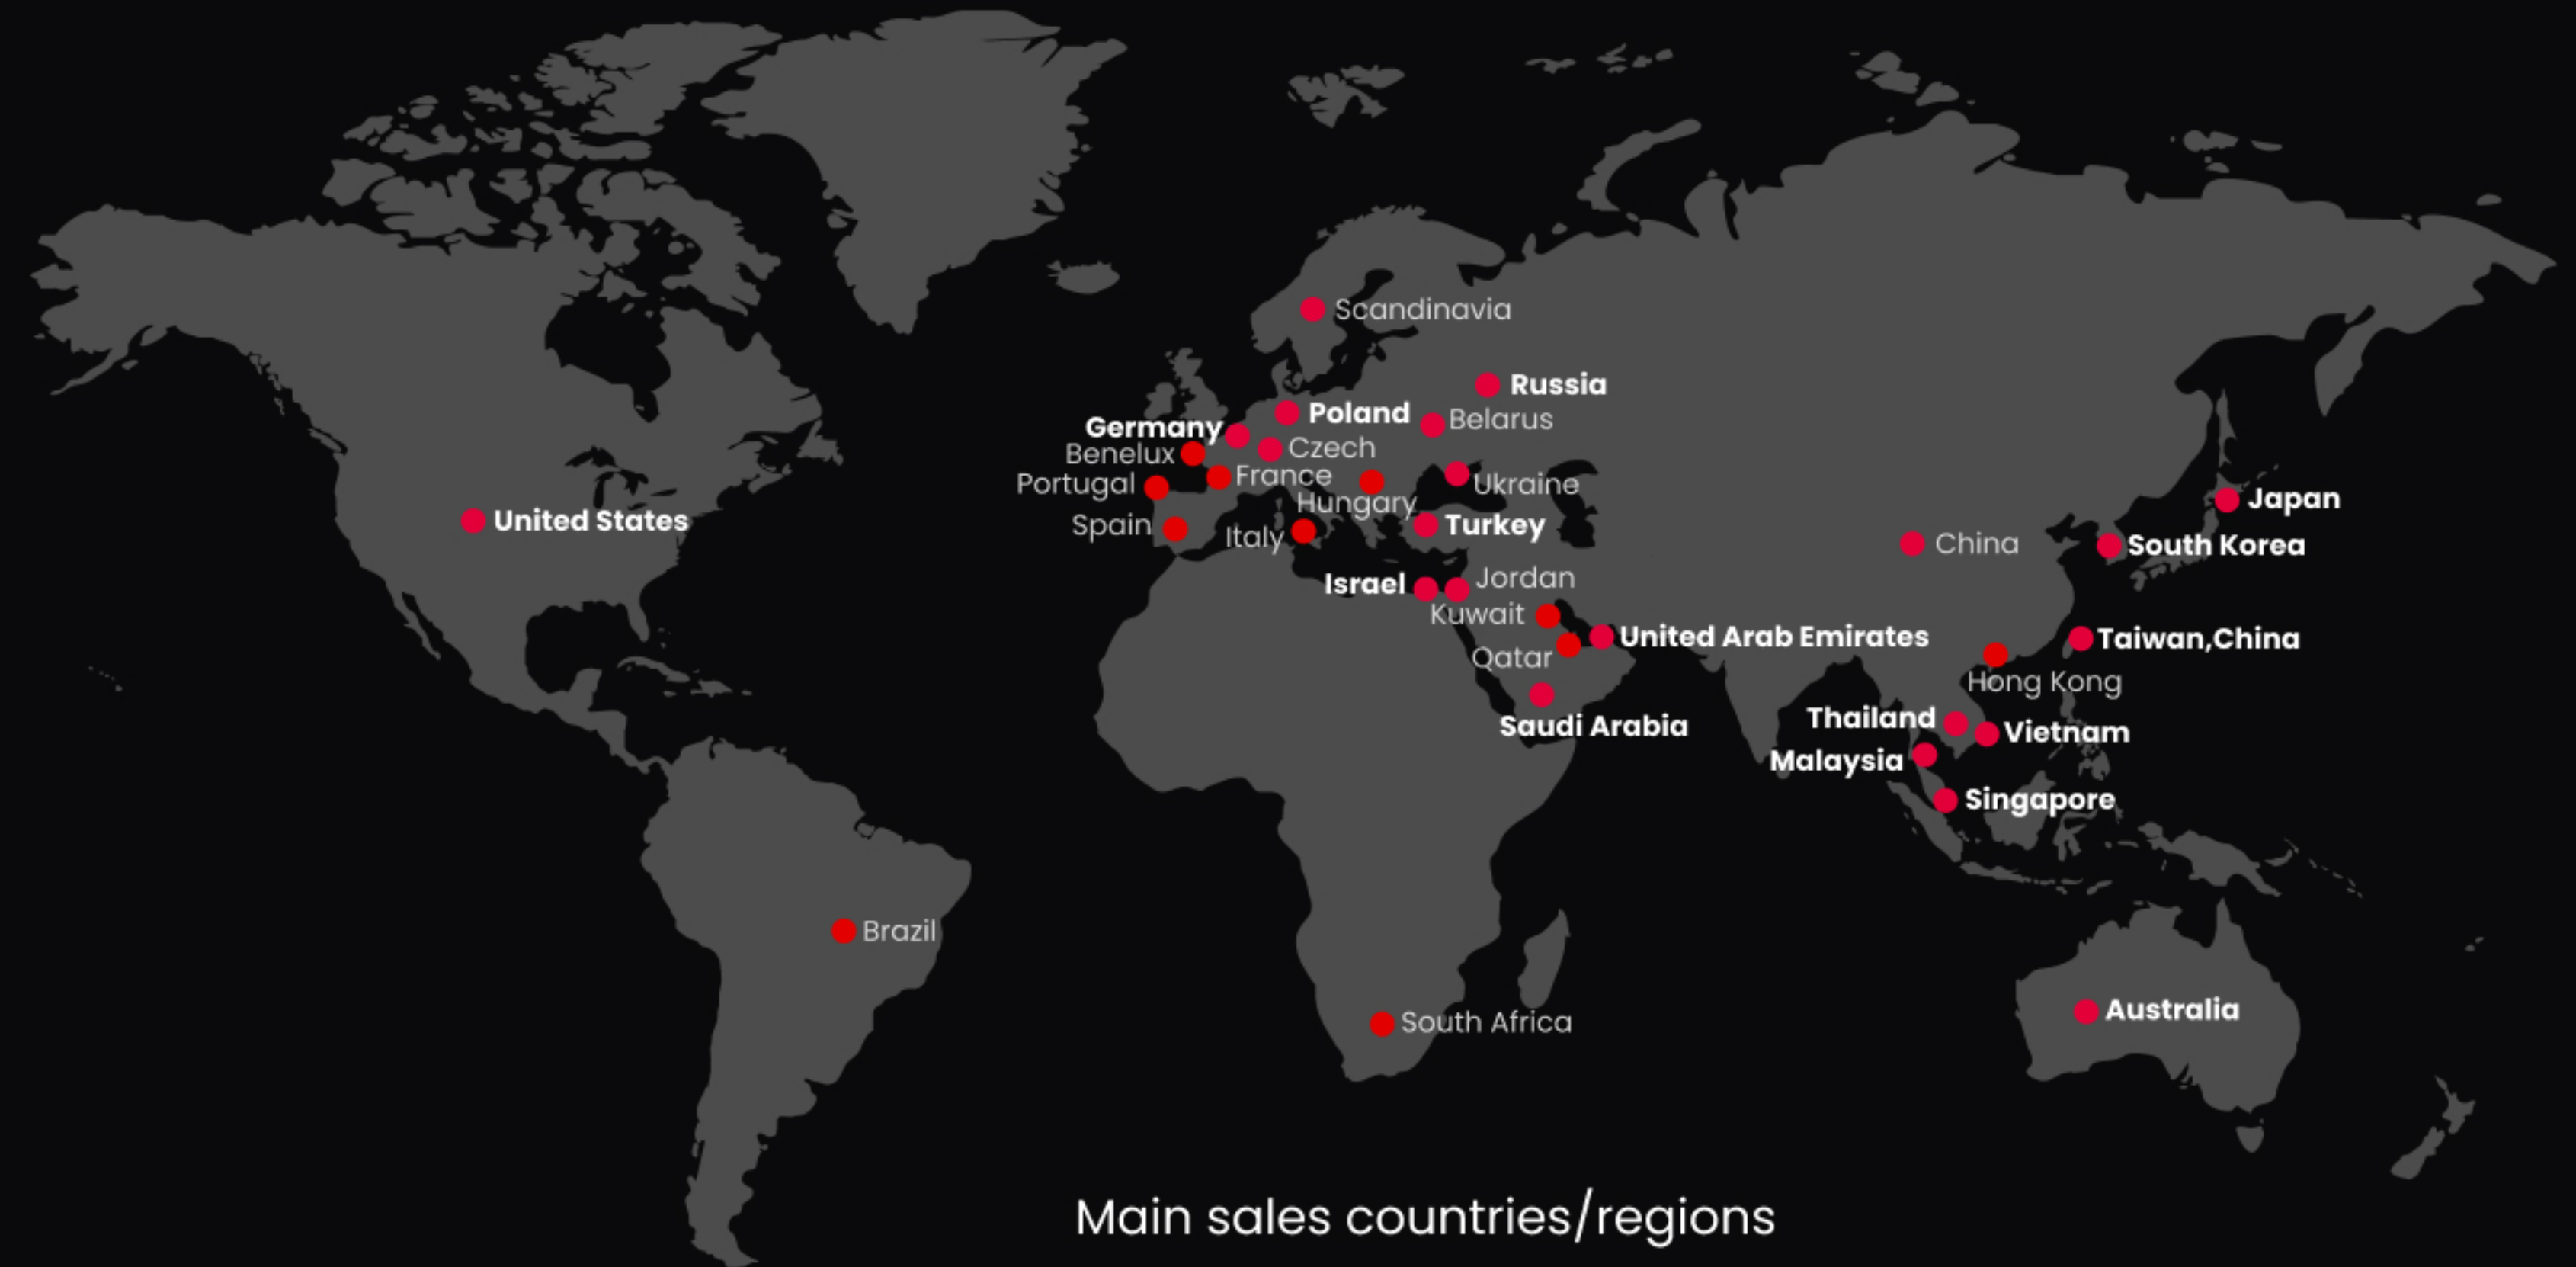 Scandinavia
Russia
Poland
Belarus
Germany
Czech
Benelux
France
Portugal
Hungary
Ukraine
Spain
Italy
Turkey
United States
Japan
China
South Korea
Israel
Jordan
Kuwait
United Arab Emirates
Qatar
Taiwan,China
Hong Kong
Saudi Arabia
Thailand
Vietnam
Malaysia
Singapore
Brazil
South Africa
Australia
Main sales countries/regions